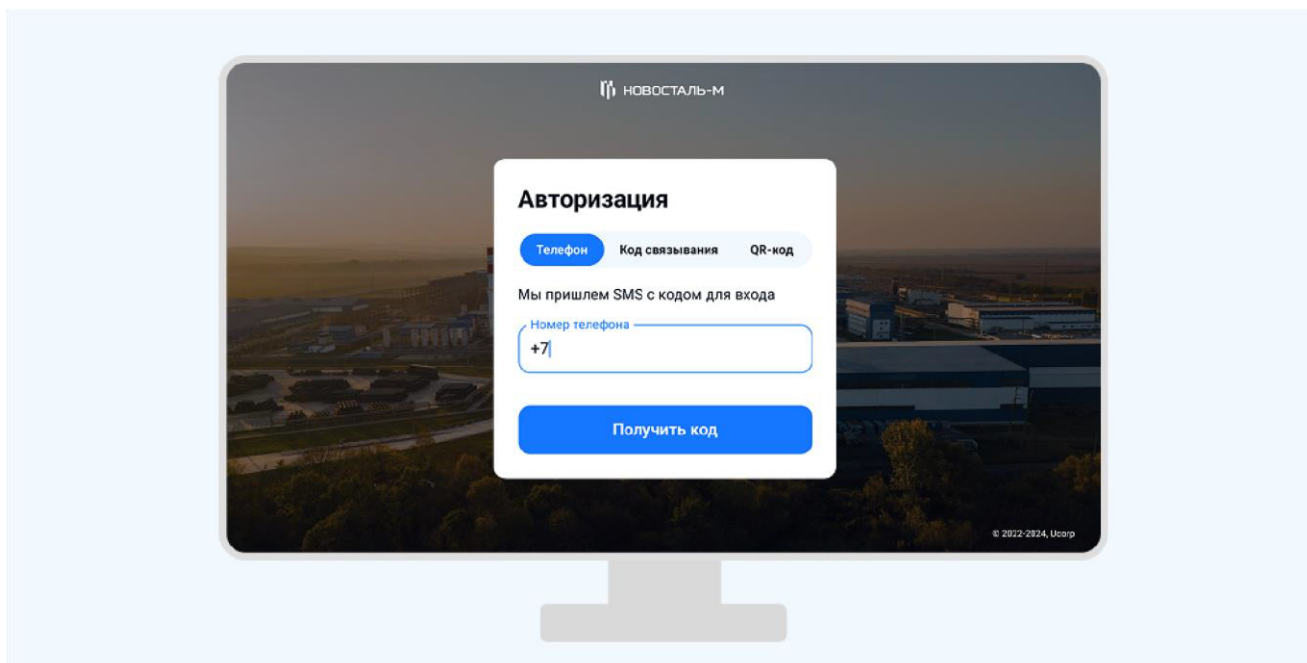 НОВОСТАЛЬ-М
Авторизация
Телефон Код связывания QR-код
Мы пришлем SMS с кодом для входа
Номер телефона
+7
Получить код
© 2022-2024, Ucorp